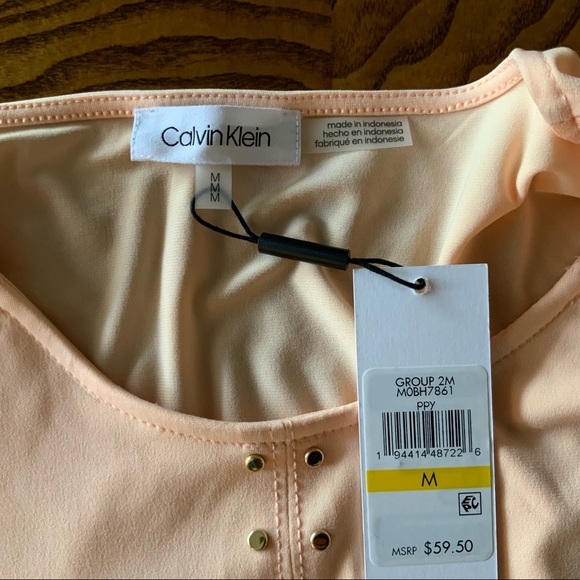 Calvin Klein
made in indonesia
hecho en indonesia
fabriqué en indonesie
M
M
M
GROUP 2M
M0BH7861
ppy
1 94414 48722 6
M
MSRP $59.50